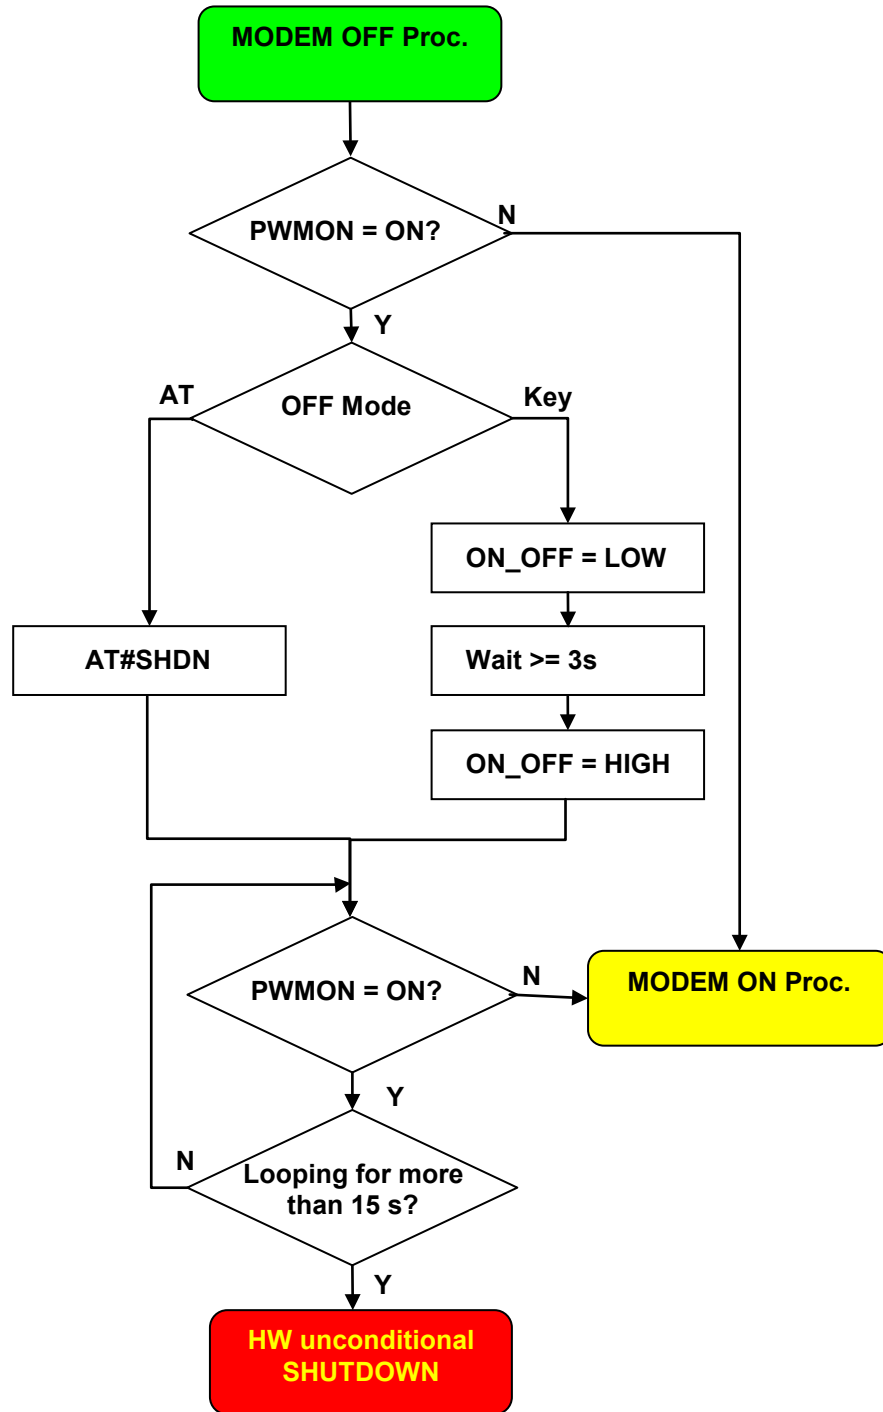 MODEM OFF Proc.
PWMON = ON?
N
Y
OFF Mode
AT
Key
ON_OFF = LOW
Wait >= 3s
AT#SHDN
ON_OFF = HIGH
PWMON = ON?
N
MODEM ON Proc.
Y
N
Looping for more
than 15 s?
Y
HW unconditional
SHUTDOWN